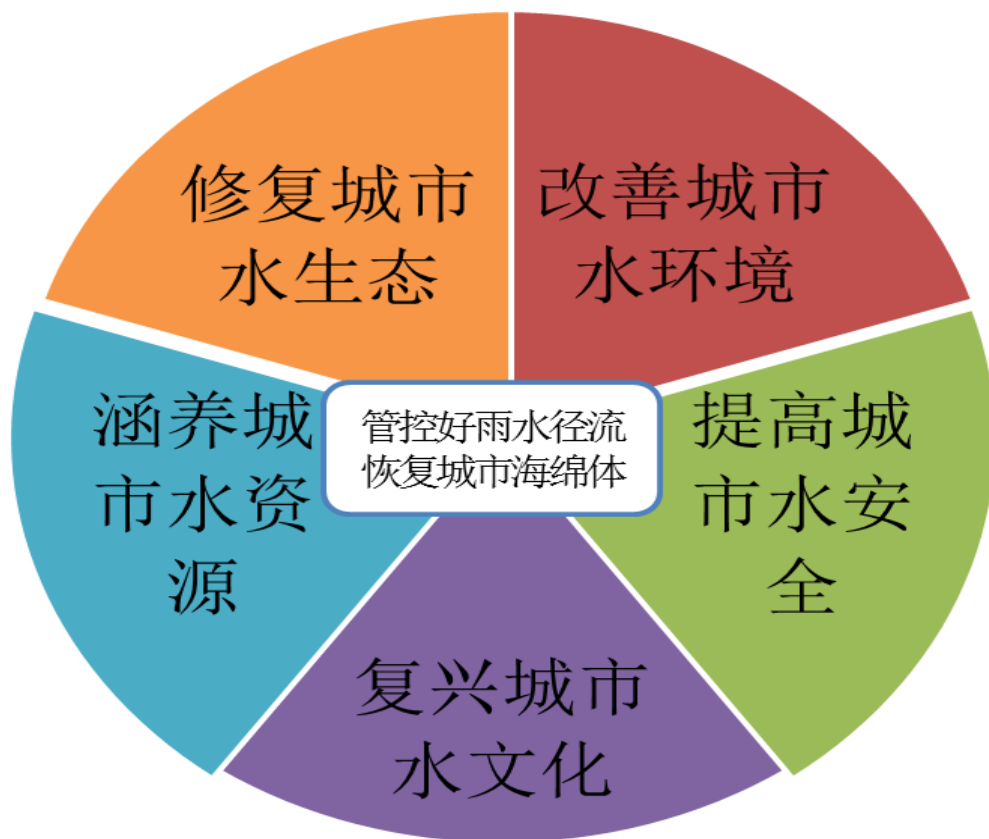 修复城市
水生态
改善城市
水环境
涵养城
市水资
源
管控好雨水径流
恢复城市海绵体
提高城
市水安
全
复兴城市
水文化